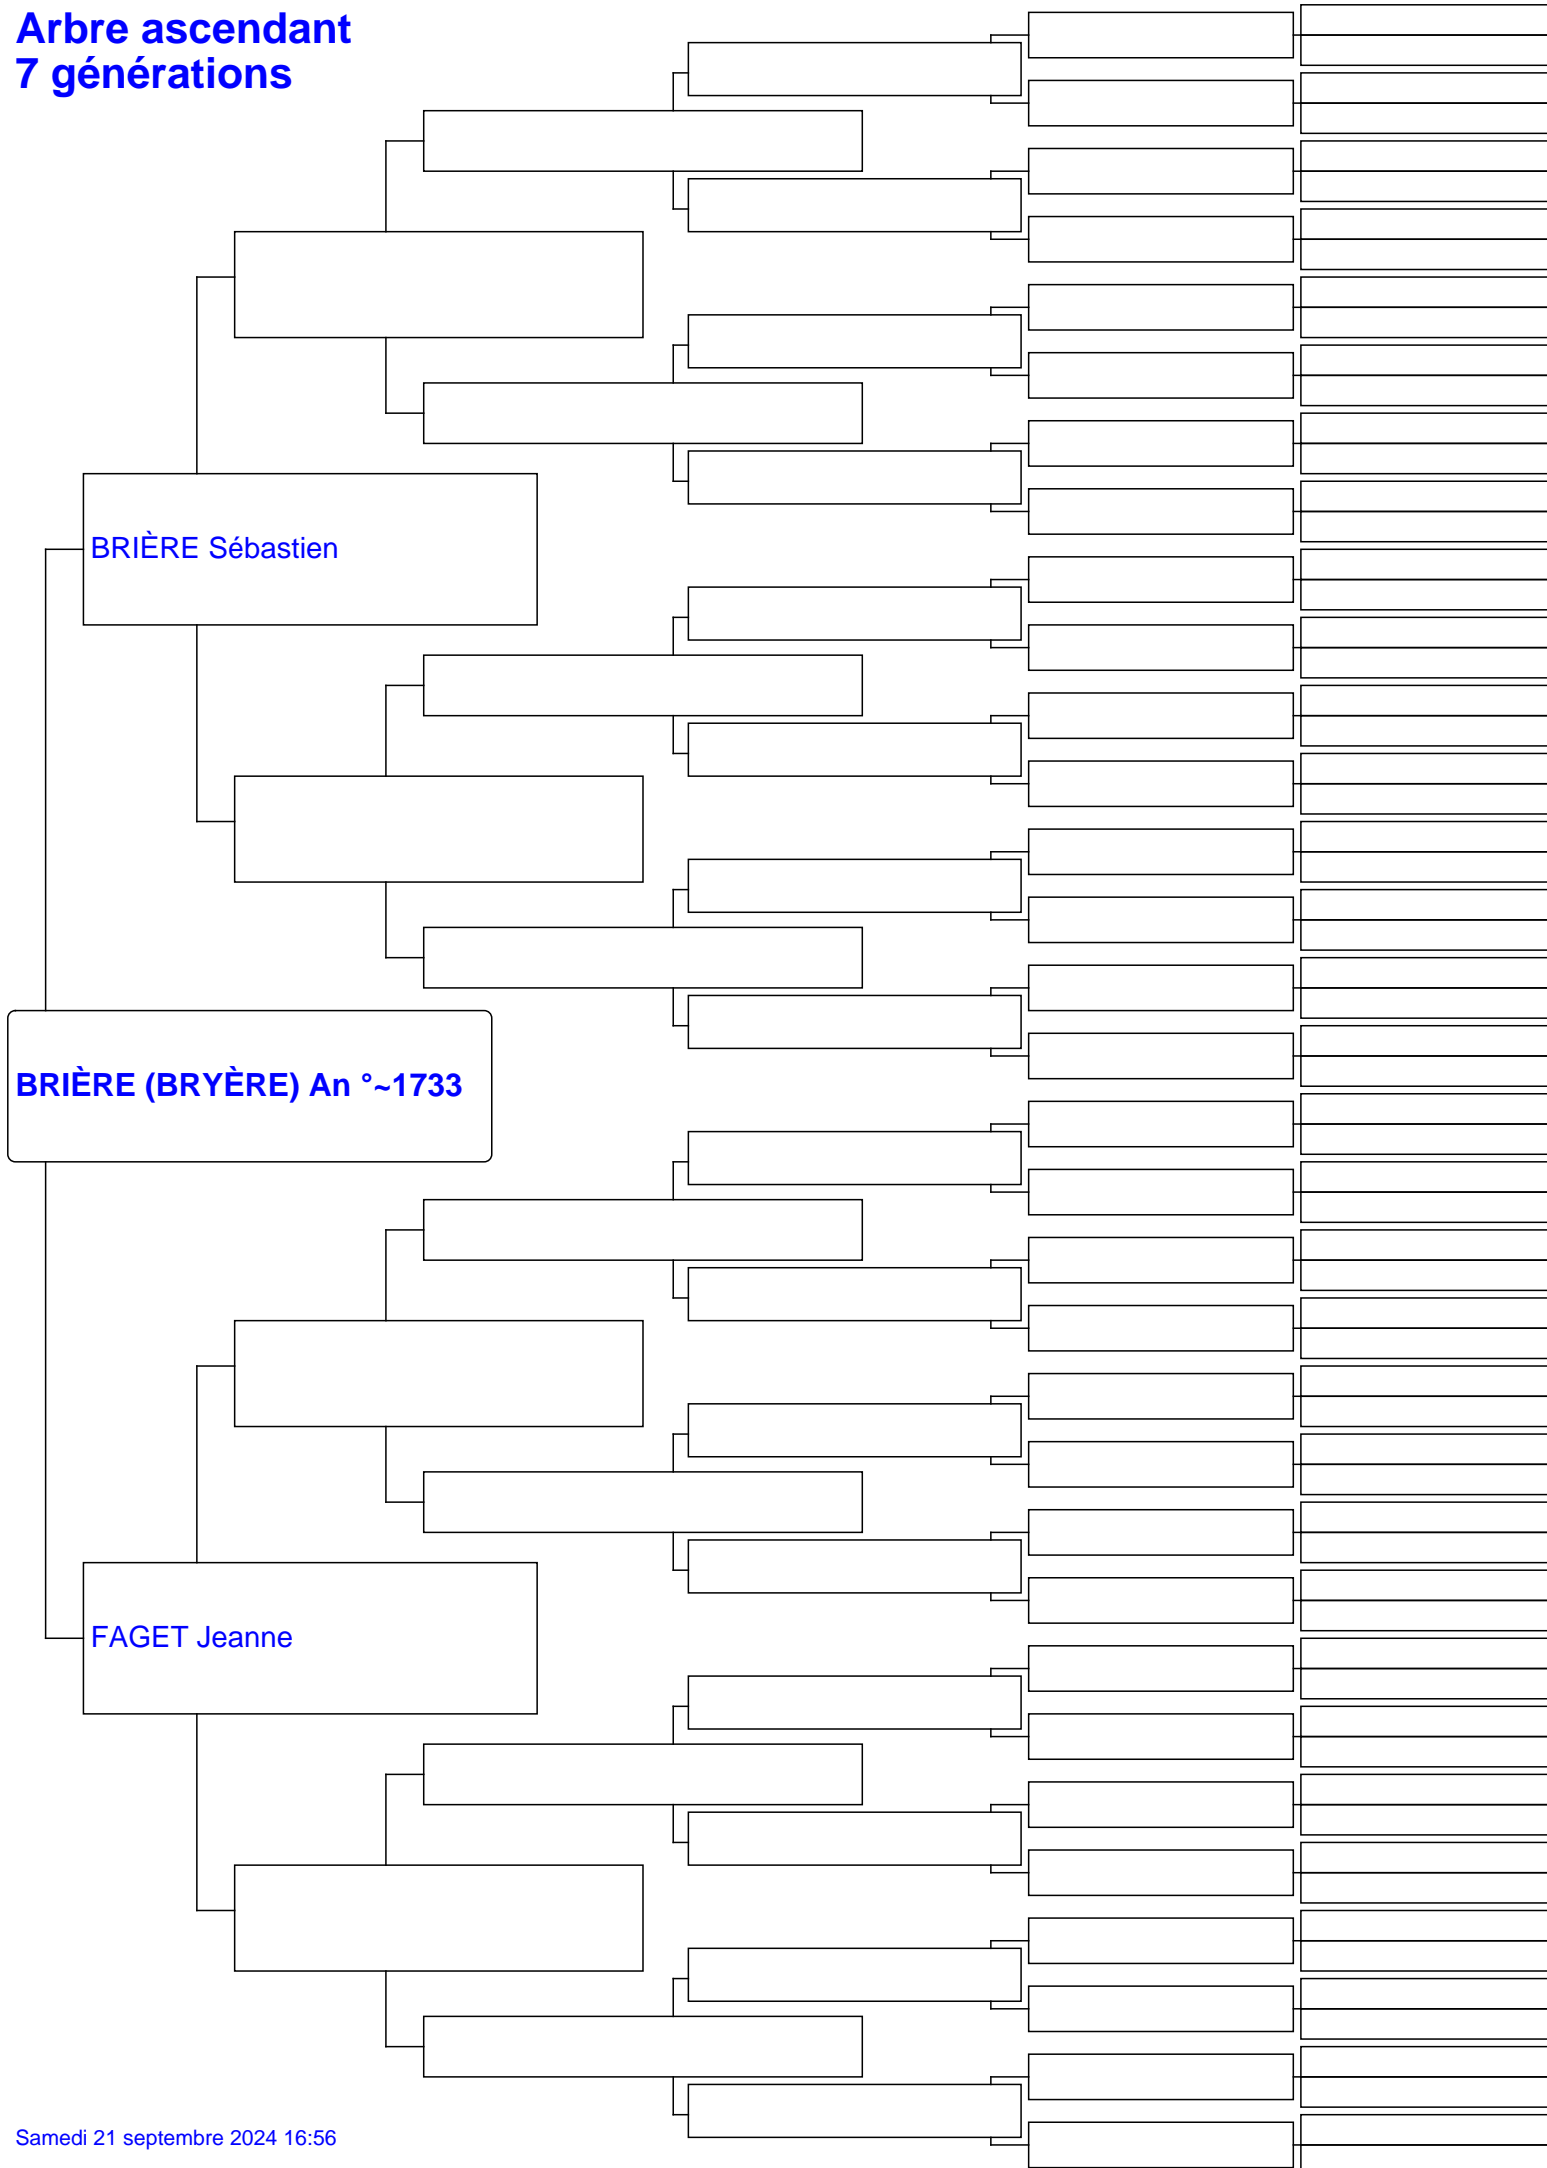 Arbre ascendant
7 générations
BRIÈRE Sébastien
BRIÈRE (BRYÈRE) An °~1733
FAGET Jeanne
Samedi 21 septembre 2024 16:56